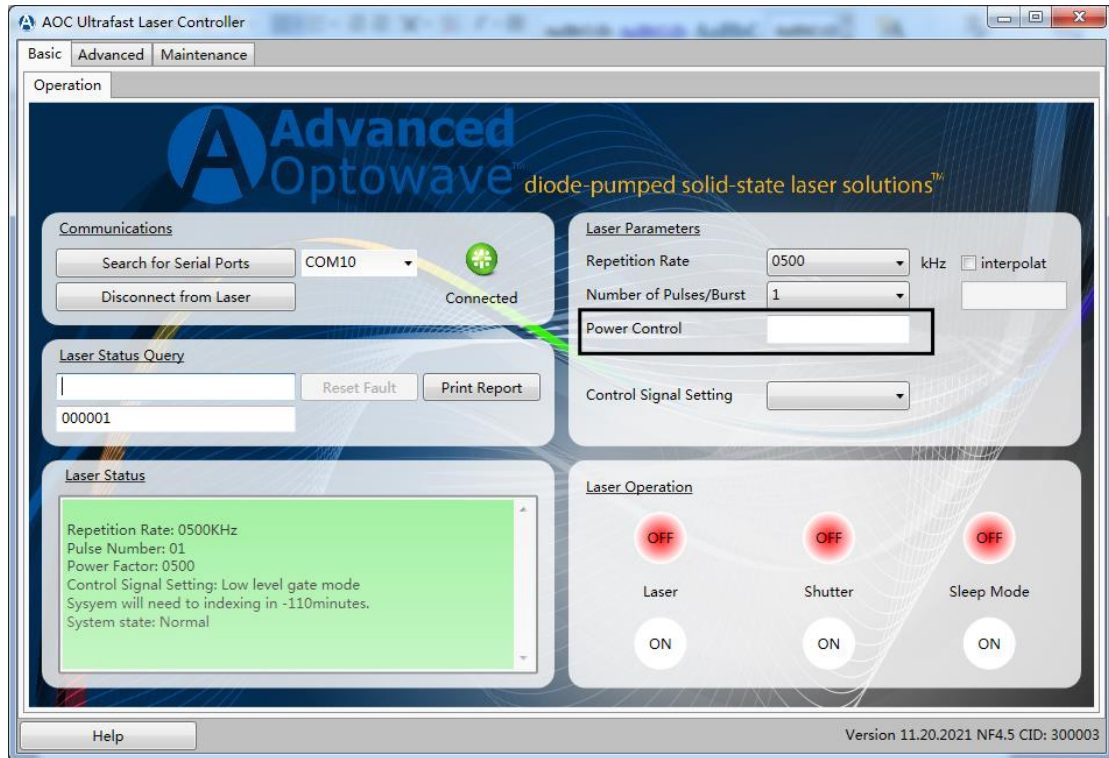 AOC Ultrafast Laser Controller
Basic Advanced Maintenance
Operation
Advanced
Optowave™ diode-pumped solid-state laser solutions™
Communications
Search for Serial Ports COM10
Disconnect from Laser Connected
Laser Status Query
Reset Fault Print Report
000001
Laser Status
Repetition Rate: 0500KHz
Pulse Number: 01
Power Factor: 0500
Control Signal Setting: Low level gate mode
Sysyem will need to indexing in -110minutes.
System state: Normal
Laser Parameters
Repetition Rate 0500 kHz interpolat
Number of Pulses/Burst 1
Power Control
Control Signal Setting
Laser Operation
OFF OFF OFF
Laser Shutter Sleep Mode
ON ON ON
Help Version 11.20.2021 NF4.5 CID: 300003